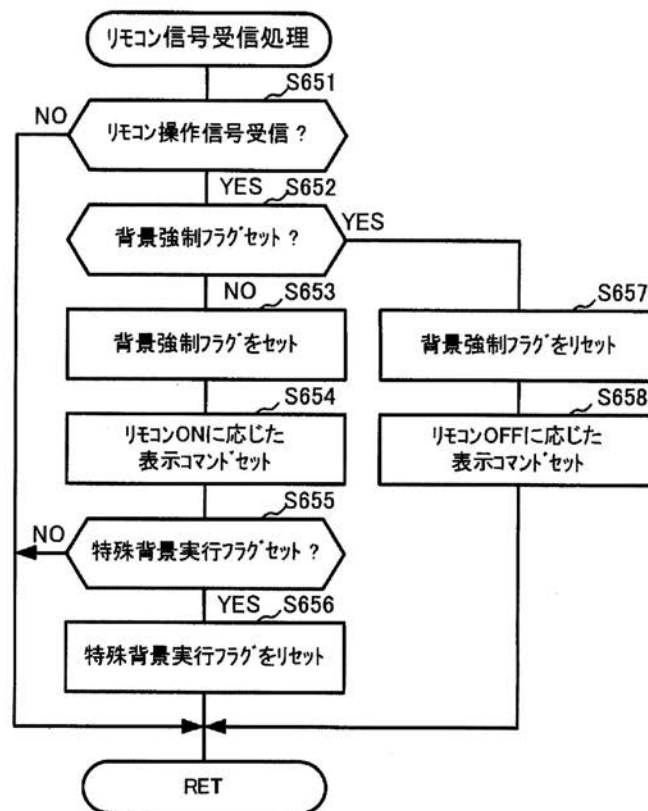 リモコン信号受信処理
S651
NO
リモコン操作信号受信？
YES
S652
背景強制フラグセット？
YES
NO
S653
S657
背景強制フラグをセット
背景強制フラグをリセット
S654
S658
リモコンONに応じた
表示コマンドセット
リモコンOFFに応じた
表示コマンドセット
S655
NO
特殊背景実行フラグセット？
YES
S656
特殊背景実行フラグをリセット
RET